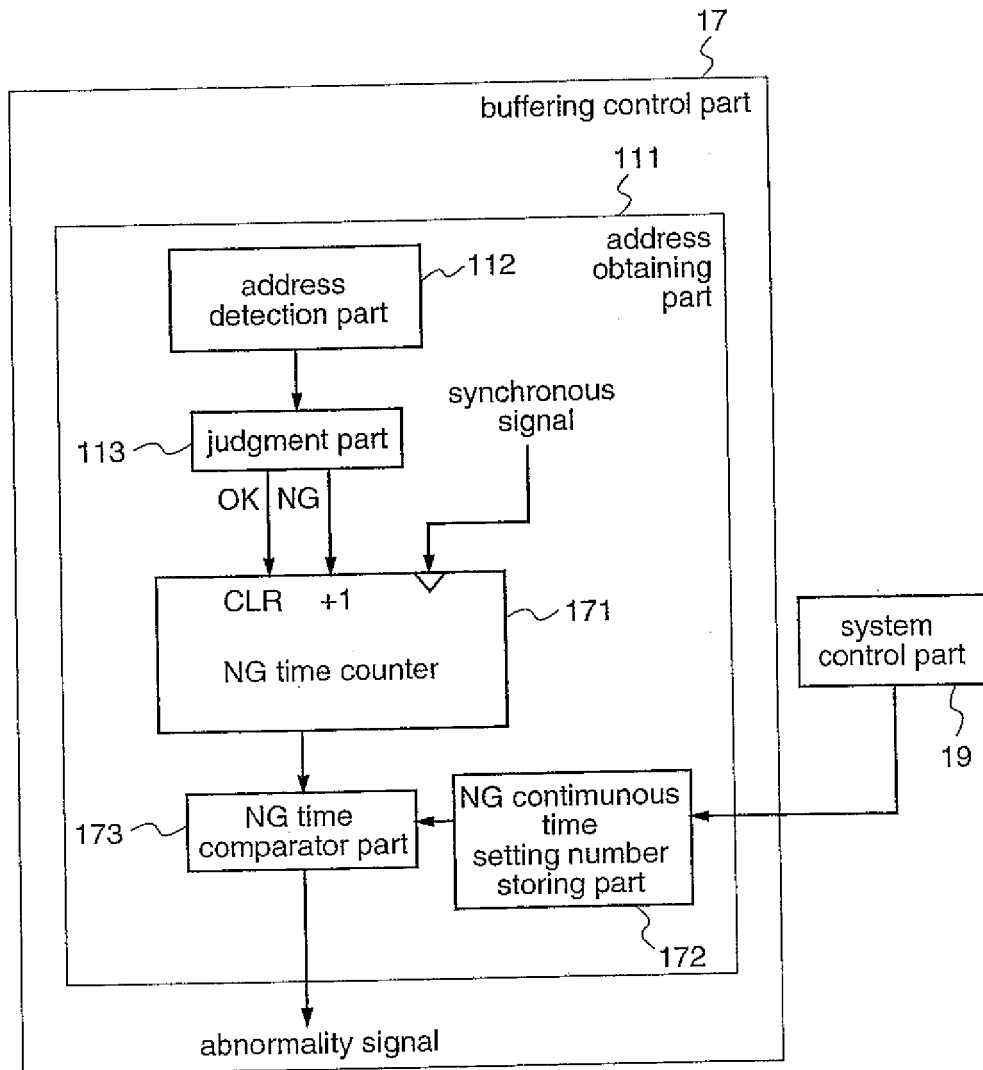 17
buffering control part
111
address
obtaining
part
112
address
detection part
synchronous
signal
113
judgment part
OK NG
CLR +1
171
NG time counter
system
control part
19
173
NG time
comparator part
NG contimunous
time
setting number
storing part
172
abnormality signal